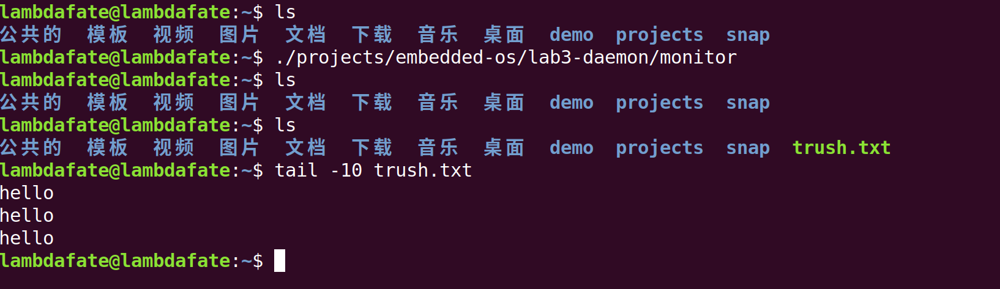 lambdafate@lambdafate:~$ ls
公共的 模板 视频 图片 文档 下载 音乐 桌面 demo projects snap
lambdafate@lambdafate:~$ ./projects/embedded-os/lab3-daemon/monitor
lambdafate@lambdafate:~$ ls
公共的 模板 视频 图片 文档 下载 音乐 桌面 demo projects snap
lambdafate@lambdafate:~$ ls
公共的 模板 视频 图片 文档 下载 音乐 桌面 demo projects snap trush.txt
lambdafate@lambdafate:~$ tail -10 trush.txt
hello
hello
hello
lambdafate@lambdafate:~$